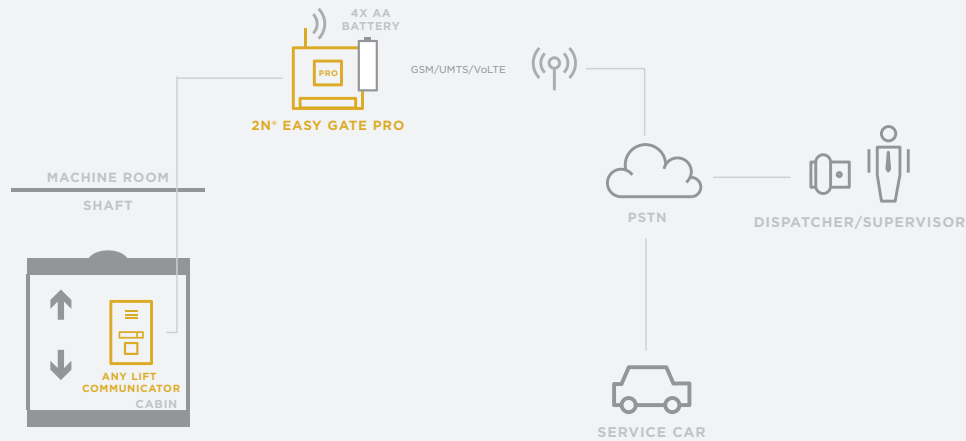 4X AA
BATTERY
PRO
GSM/UMTS/VoLTE
2N® EASY GATE PRO
MACHINE ROOM
SHAFT
PSTN
DISPATCHER/SUPERVISOR
ANY LIFT
COMMUNICATOR
CABIN
SERVICE CAR